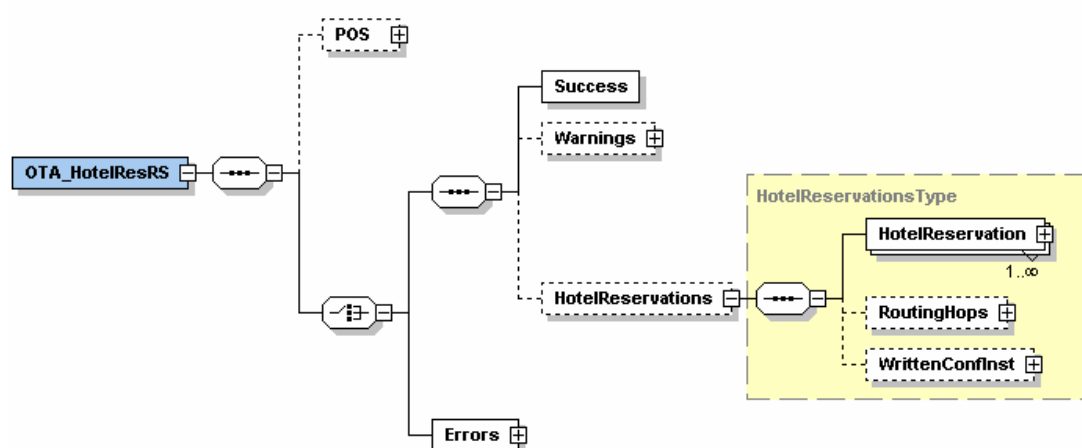 POS
Success
Warnings
OTA_HotelResRS
HotelReservationsType
HotelReservation
1..∞
HotelReservations
RoutingHops
WrittenConfInst
Errors